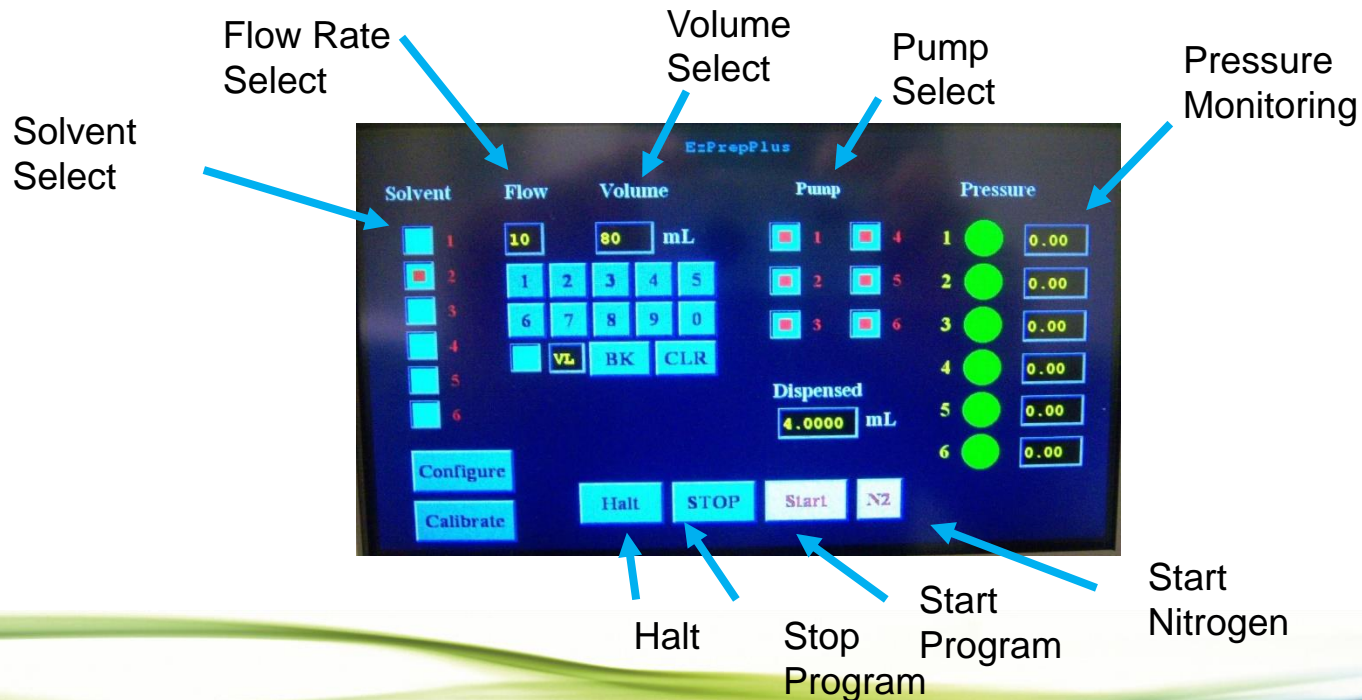 Flow Rate
Select
Volume
Select
Pump
Select
Pressure
Monitoring
Solvent
Select
EzPrepPlus
Solvent Flow Volume Pump Pressure
1 10 80 mL 1 4 1 0.00
2 1 2 3 4 5 2 5 2 0.00
3 6 7 8 9 0 3 6 3 0.00
4 VL BK CLR 4 0.00
5 Dispensed 5 0.00
6 4.0000 mL 6 0.00
Configure
Halt STOP Start N2
Calibrate
Start
Nitrogen
Start
Program
Halt
Stop
Program